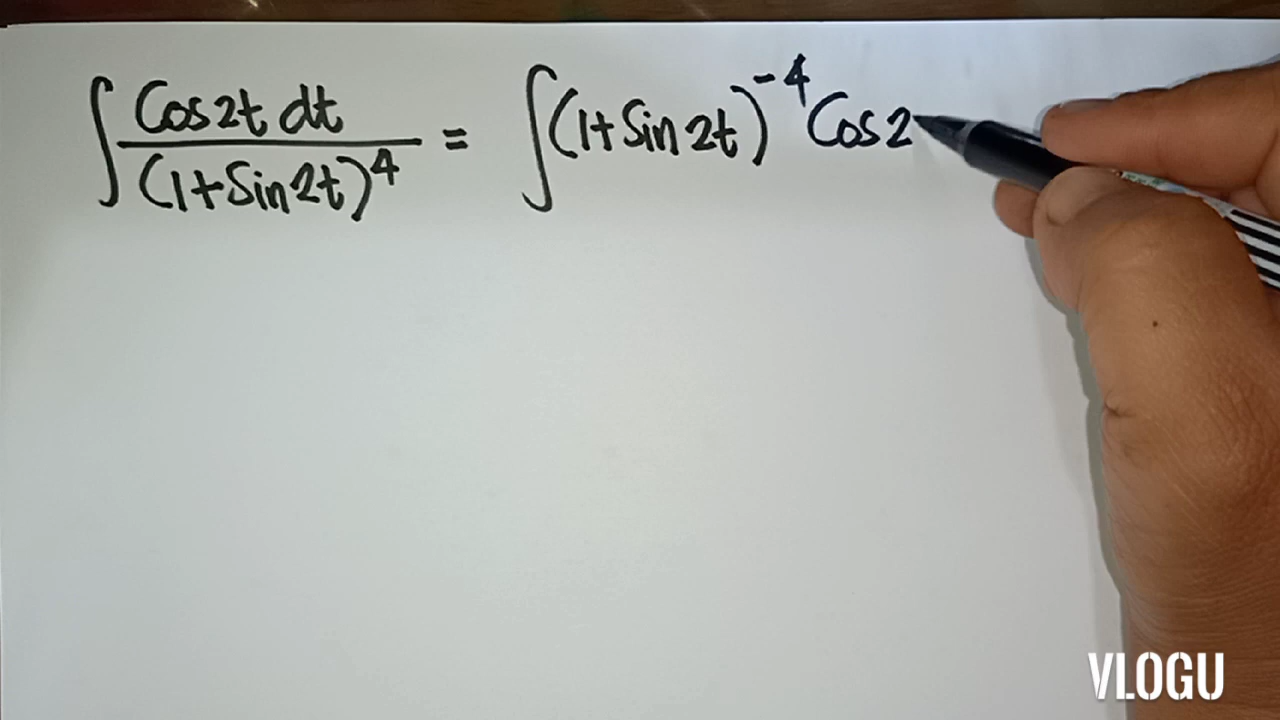 ∫ Cos2t dt / (1+Sin2t)^4 = ∫(1+Sin2t)^-4 Cos2
VLOGU